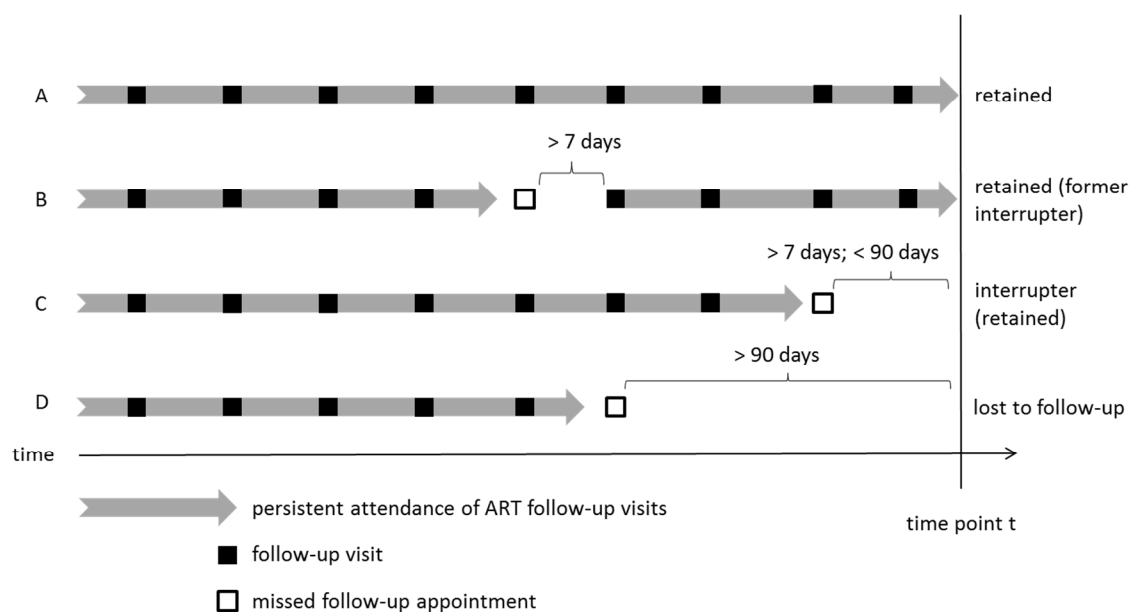 A
retained
> 7 days
B
retained (former
interrupter)
> 7 days; < 90 days
C
interrupter
(retained)
> 90 days
D
lost to follow-up
time
persistent attendance of ART follow-up visits
time point t
follow-up visit
missed follow-up appointment